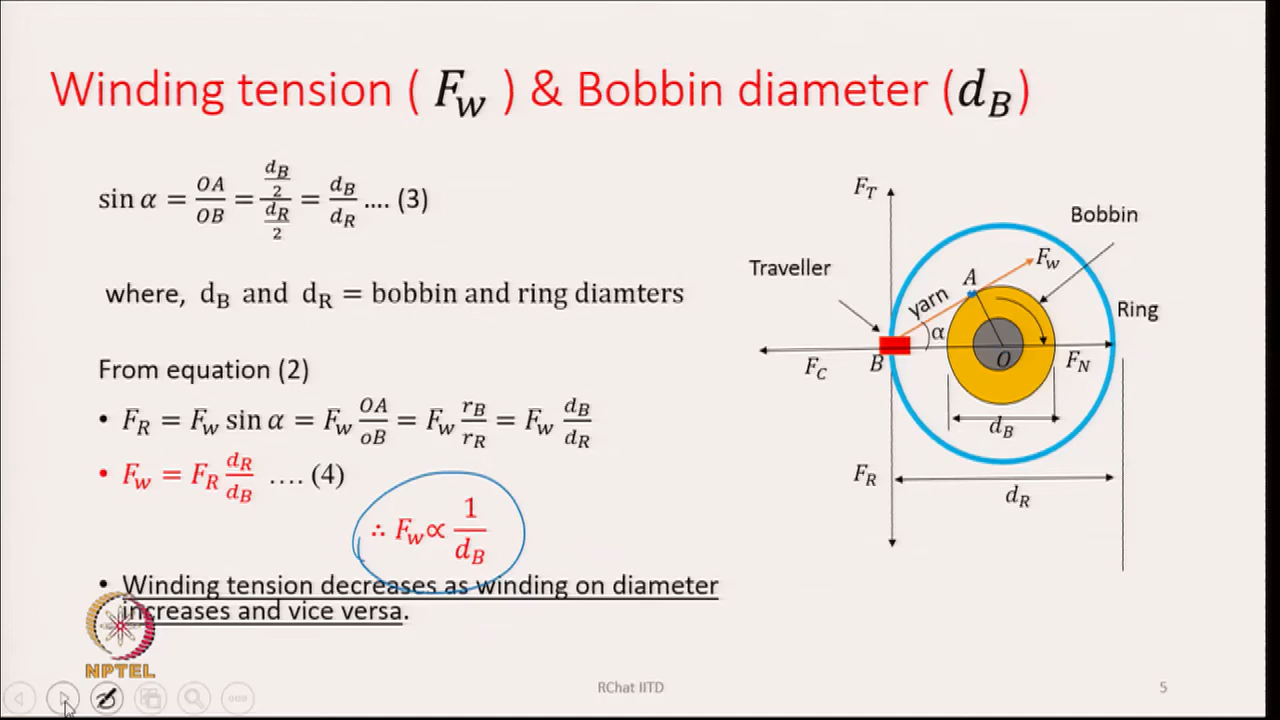 Winding tension ( F_w ) & Bobbin diameter (d_B)
sin α = OA/OB = (d_B/2)/(d_R/2) = d_B/d_R .... (3)
where, d_B and d_R = bobbin and ring diamters
From equation (2)
• F_R = F_w sin α = F_w OA/oB = F_w r_B/r_R = F_w d_B/d_R
• F_w = F_R d_R/d_B .... (4)
∴ F_w ∝ 1/d_B
• Winding tension decreases as winding on diameter
increases and vice versa.
F_T
Bobbin
Traveller
F_w
A
yarn
Ring
α
B
O
F_C
F_N
d_B
F_R
d_R
NPTEL
RChat IITD
5